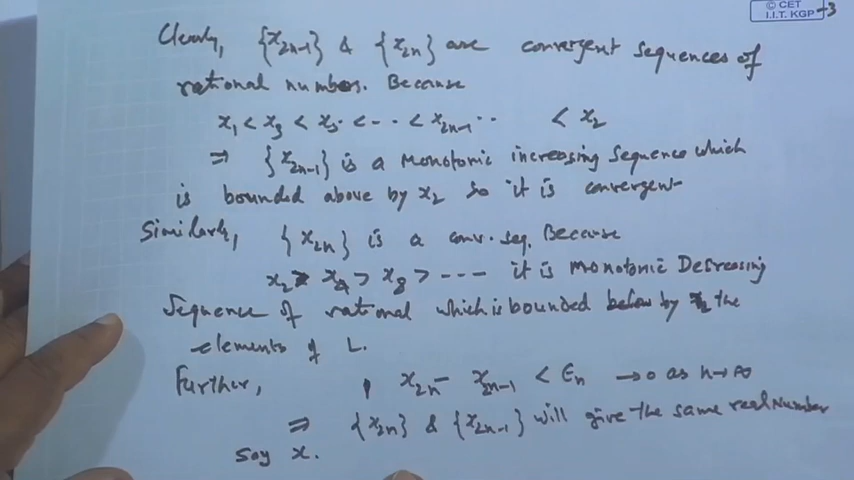 © CET
I.I.T. KGP -3
Clearly, {x₂ₙ₋₁} & {x₂ₙ} are convergent sequences of
rational numbers. Because
x₁ < x₃ < x₅ < --- < x₂ₙ₋₁ .. < x₂
⇒ {x₂ₙ₋₁} is a Monotonic increasing sequence which
is bounded above by x₂ so it is convergent
Similarly, {x₂ₙ} is a conv. seq. Because
x₂ > x₄ > x₈ > ---- it is Monotonic Decreasing
Sequence of rational which is bounded below by the
elements of L.
Further, x₂ₙ - x₂ₙ₋₁ < ϵₙ → 0 as n → ∞
⇒ {x₂ₙ} & {x₂ₙ₋₁} will give the same real Number
Say x.